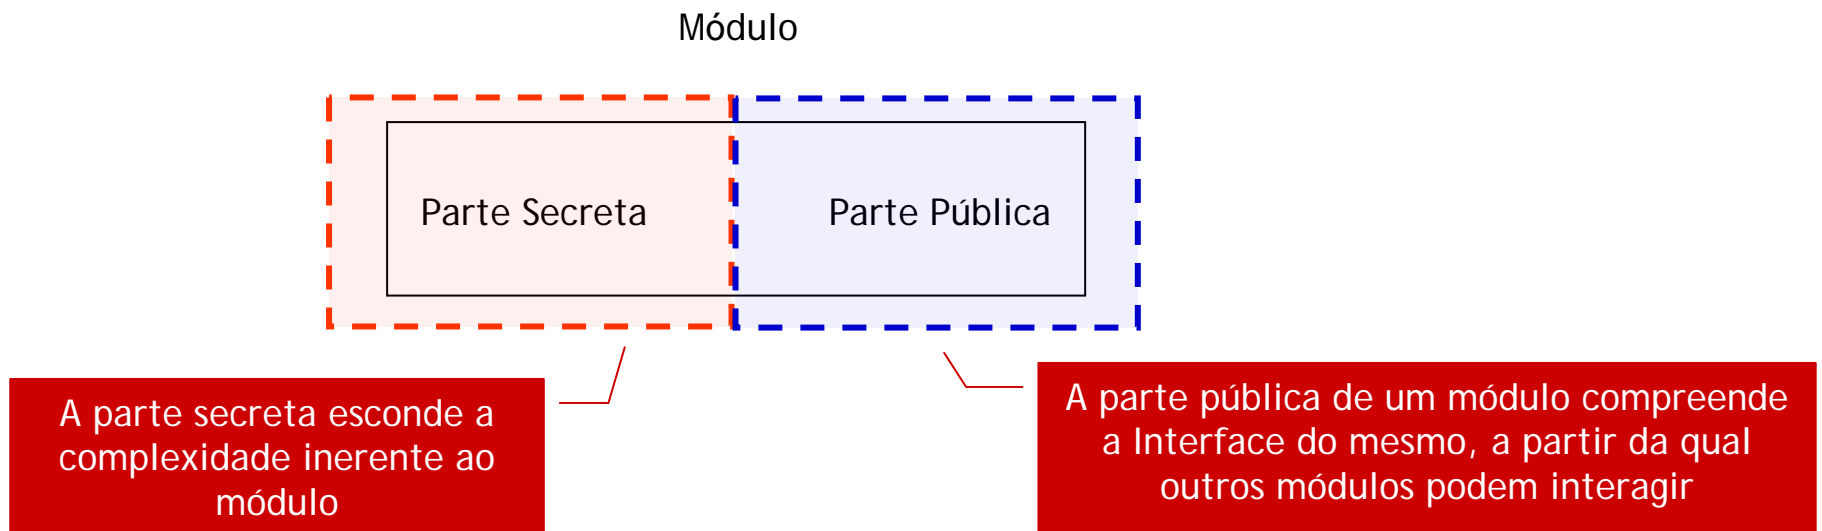 Módulo
Parte Secreta
Parte Pública
A parte secreta esconde a
complexidade inerente ao
módulo
A parte pública de um módulo compreende
a Interface do mesmo, a partir da qual
outros módulos podem interagir